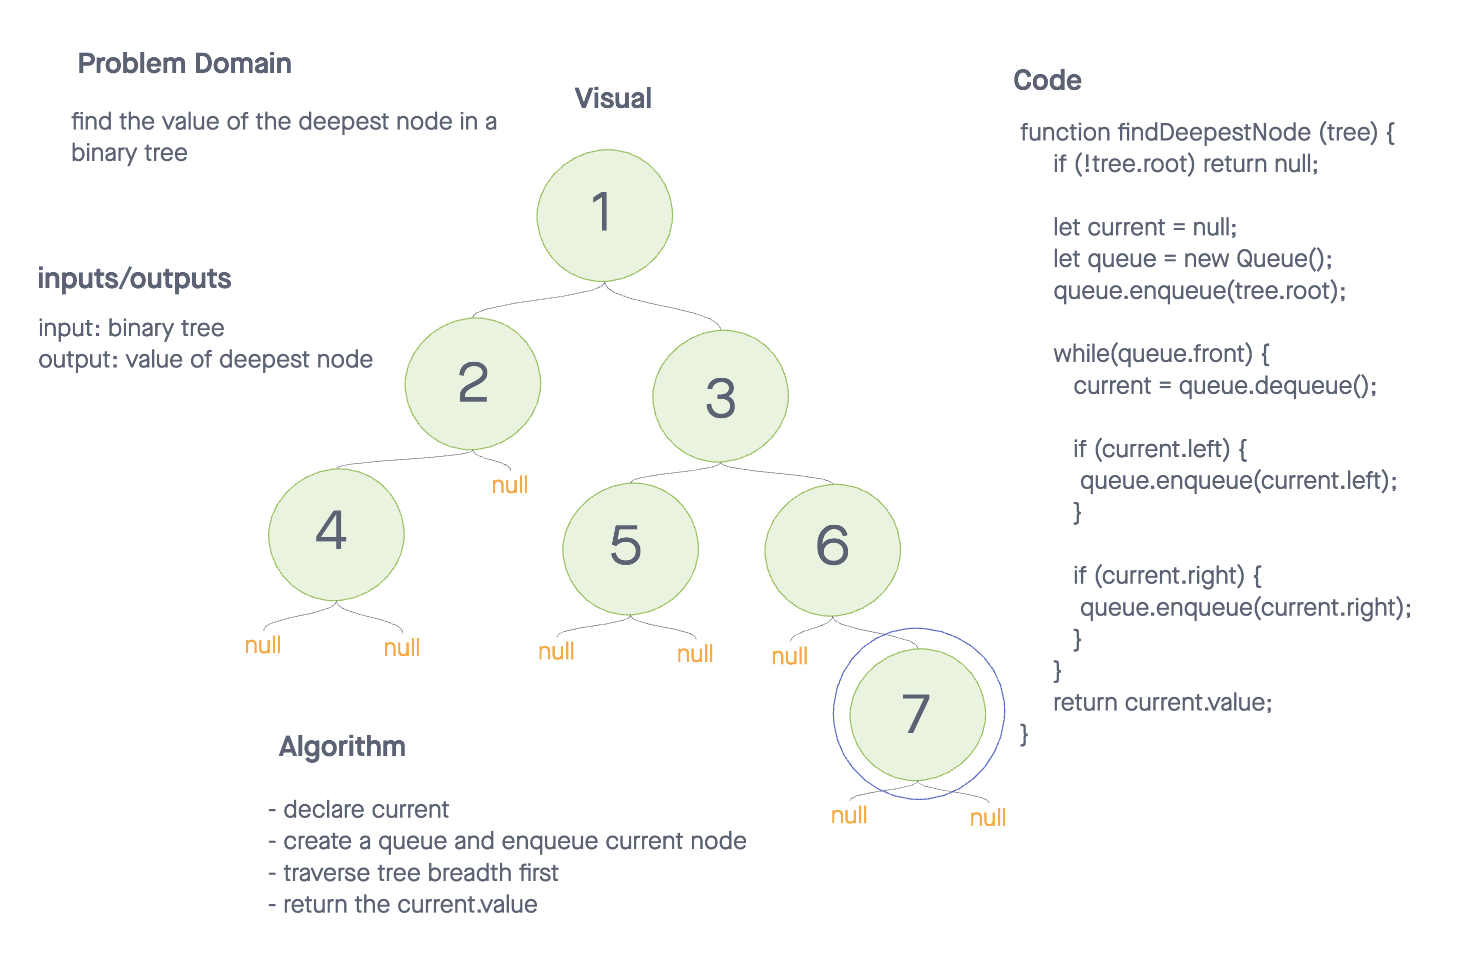 Problem Domain
find the value of the deepest node in a
binary tree
inputs/outputs
input: binary tree
output: value of deepest node
Visual
1
2
3
null
4
5
6
null
null
null
null
null
7
null
null
Algorithm
- declare current
- create a queue and enqueue current node
- traverse tree breadth first
- return the current.value
Code
function findDeepestNode (tree) {
if (!tree.root) return null;
let current = null;
let queue = new Queue();
queue.enqueue(tree.root);
while(queue.front) {
current = queue.dequeue();
if (current.left) {
queue.enqueue(current.left);
}
if (current.right) {
queue.enqueue(current.right);
}
}
return current.value;
}